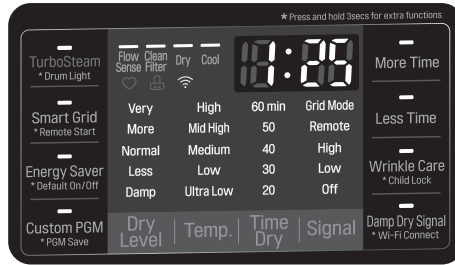 * Press and hold 3secs for extra functions
TurboSteam
* Drum Light
Flow Sense
Clean Filter
Dry
Cool
1:25
More Time
Smart Grid
* Remote Start
Very High 60 min Grid Mode
More Mid High 50 Remote
Normal Medium 40 High
Less Low 30 Low
Damp Ultra Low 20 Off
Less Time
Energy Saver
* Default On/Off
Wrinkle Care
* Child Lock
Custom PGM
* PGM Save
Dry Level
Temp.
Time Dry
Signal
Damp Dry Signal
* Wi-Fi Connect